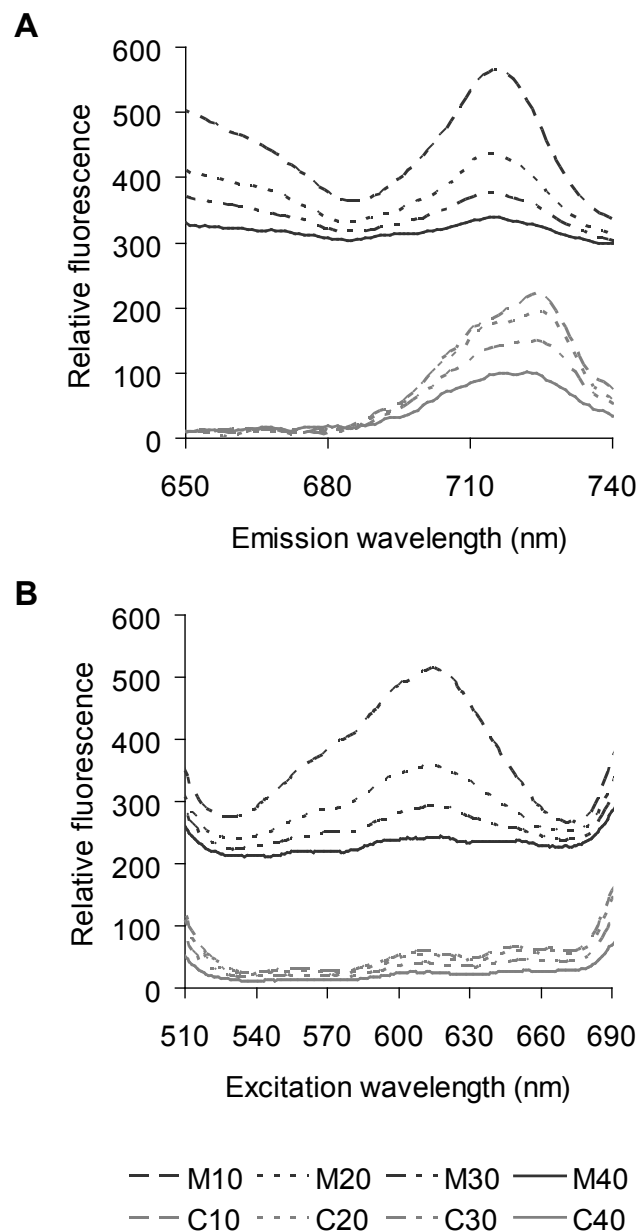 A
600
500
400
300
200
100
0
Relative fluorescence
650 680 710 740
Emission wavelength (nm)
B
600
500
400
300
200
100
0
Relative fluorescence
510 540 570 600 630 660 690
Excitation wavelength (nm)
M10 M20 M30 M40
C10 C20 C30 C40